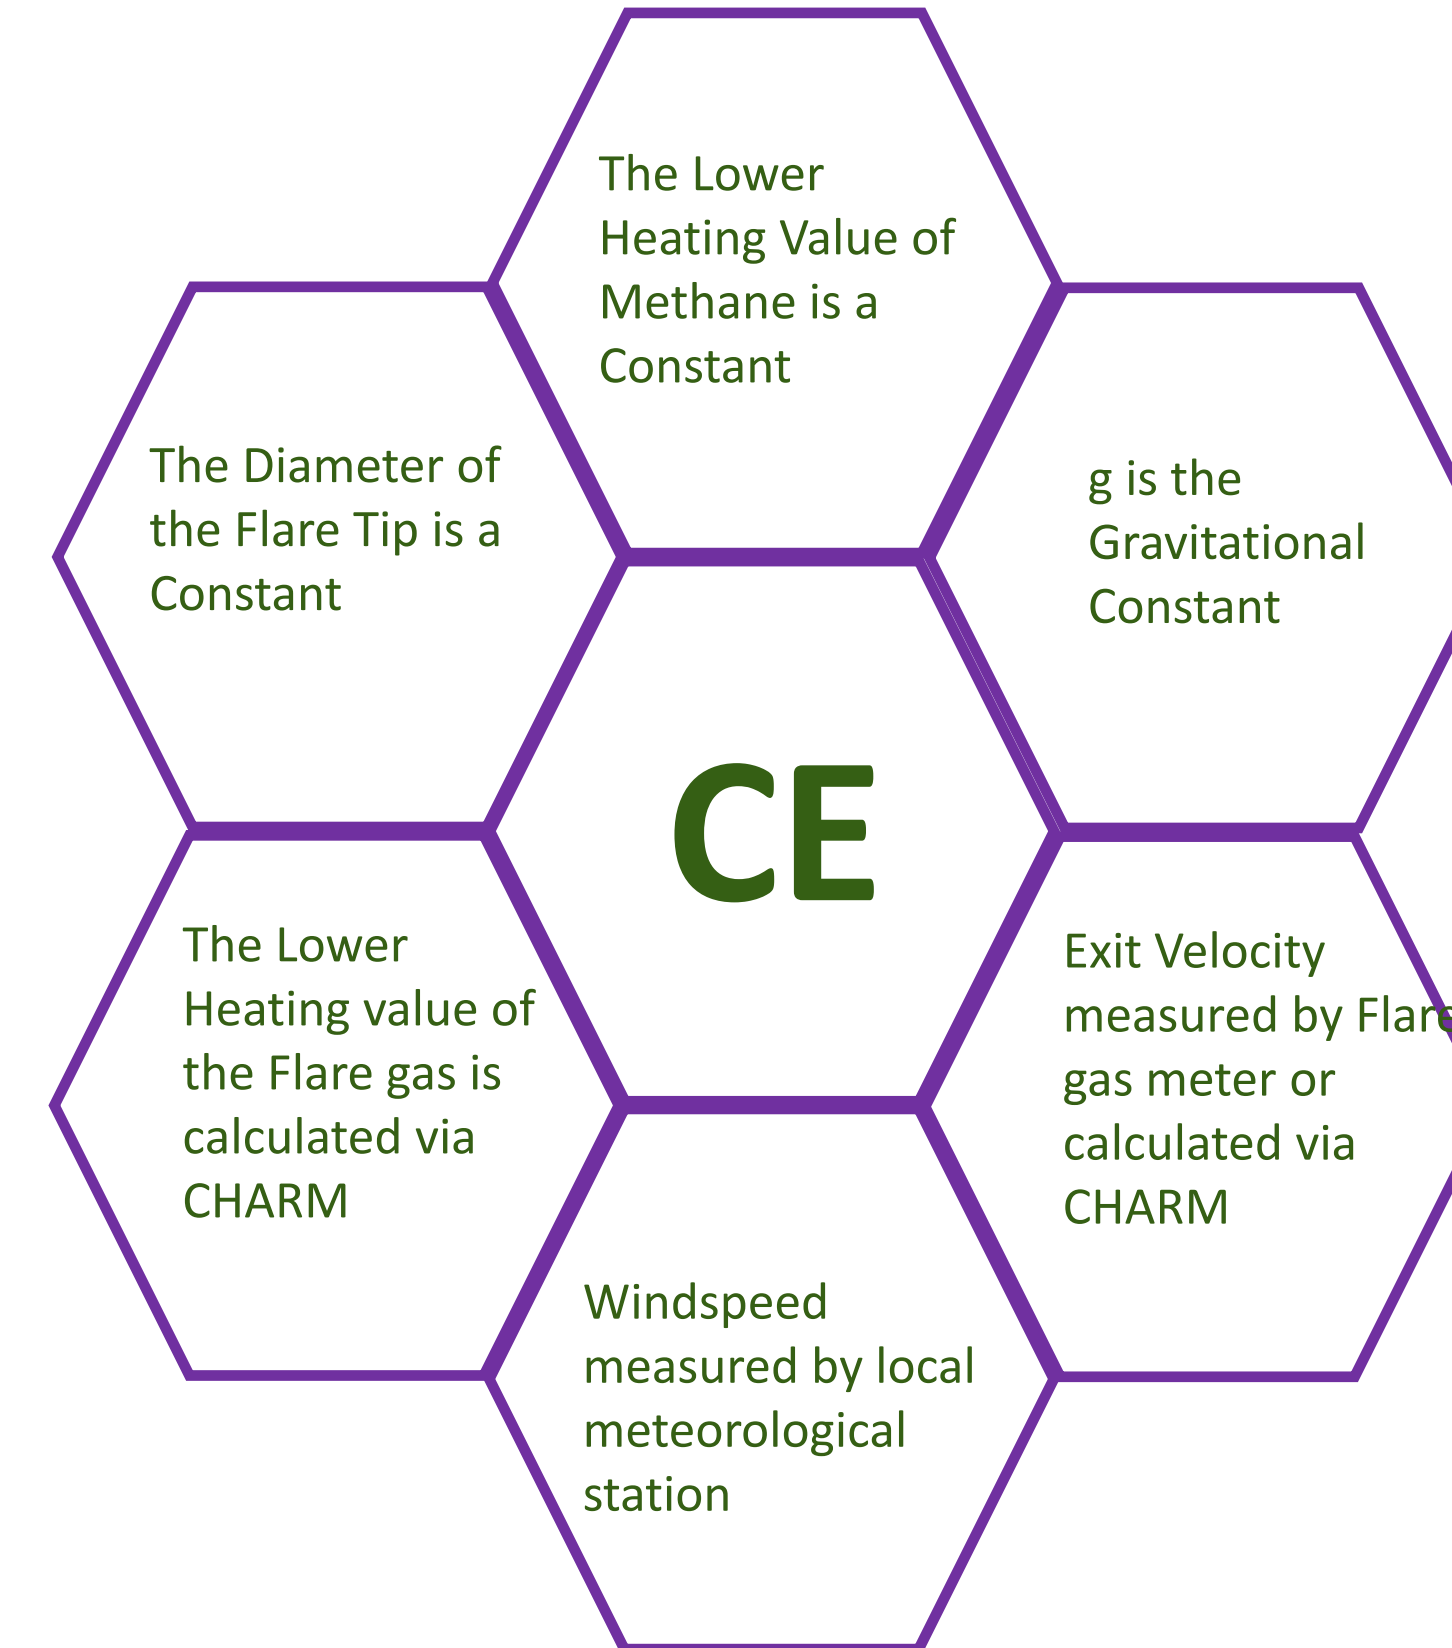 The Lower
Heating Value of
Methane is a
Constant
The Diameter of
the Flare Tip is a
Constant
g is the
Gravitational
Constant
CE
The Lower
Heating value of
the Flare gas is
calculated via
CHARM
Exit Velocity
measured by Flare
gas meter or
calculated via
CHARM
Windspeed
measured by local
meteorological
station